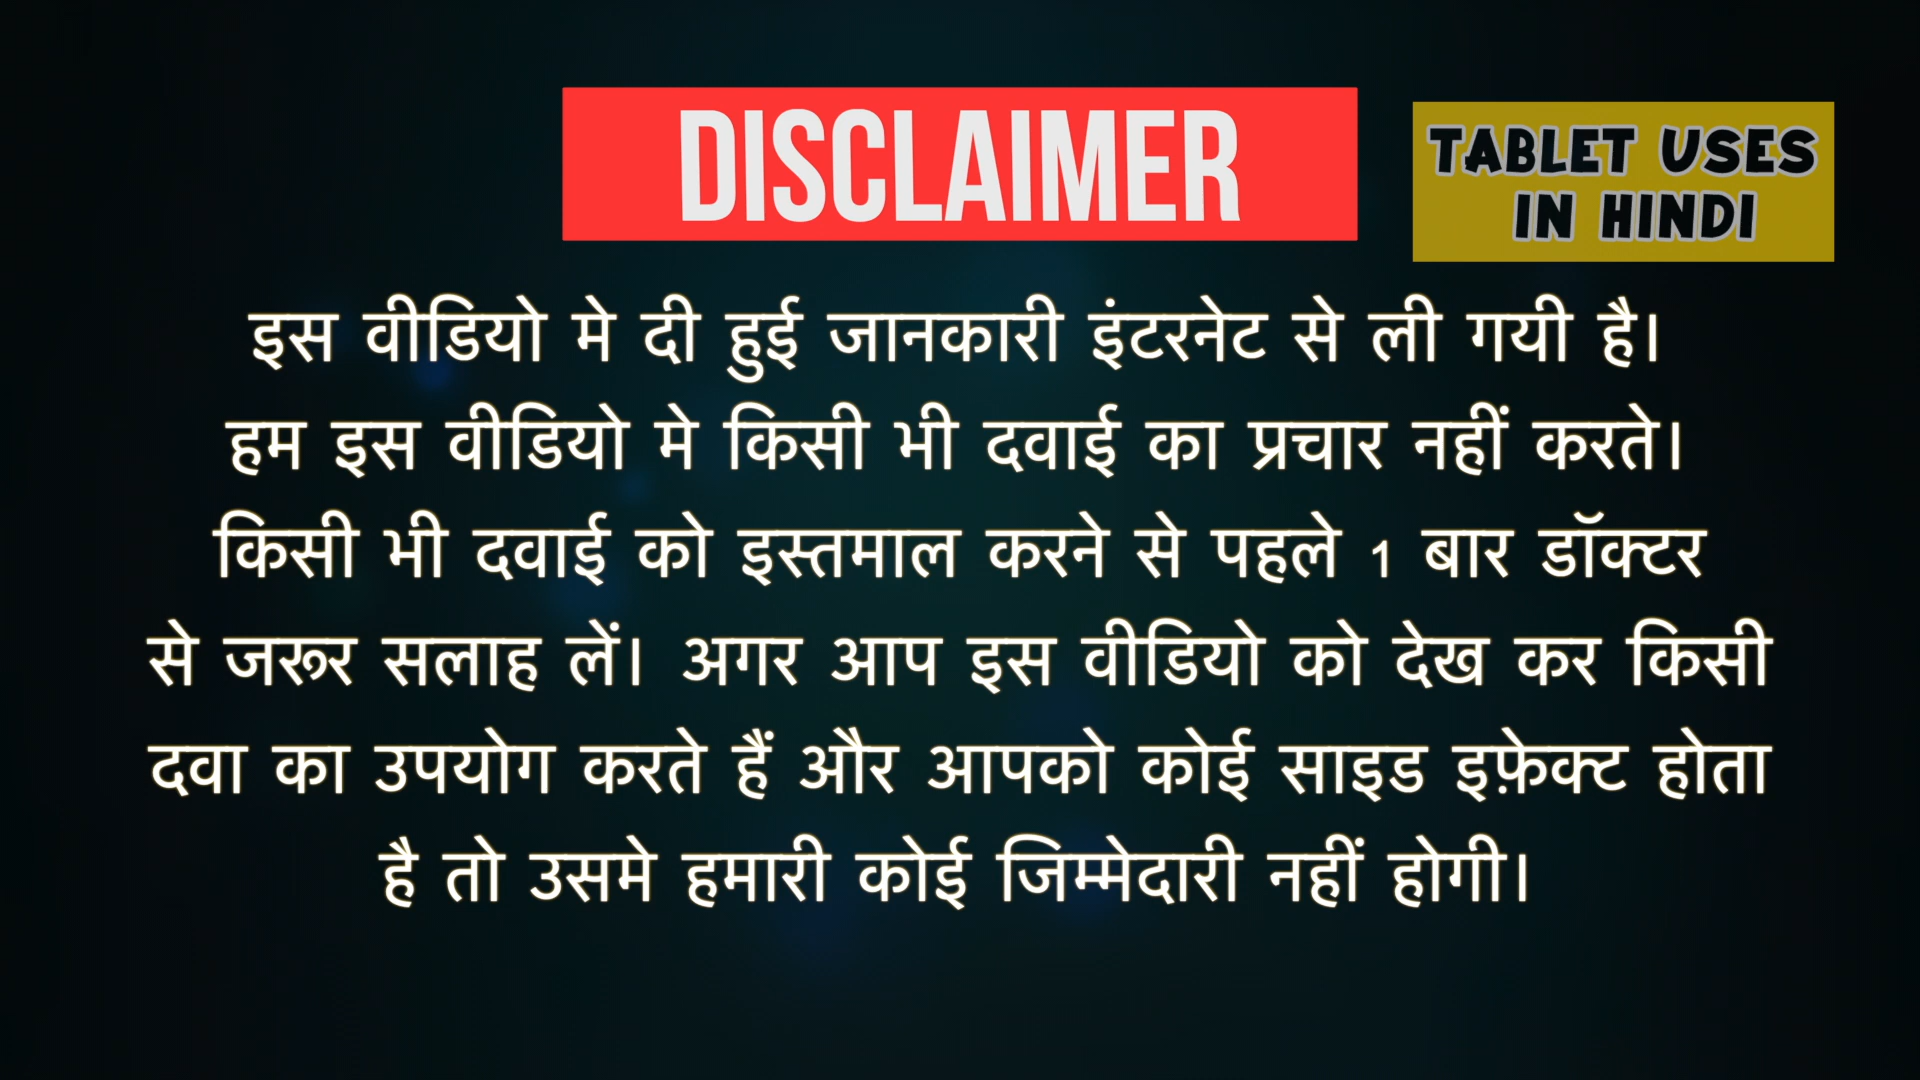 DISCLAIMER
TABLET USES
IN HINDI
इस वीडियो मे दी हुई जानकारी इंटरनेट से ली गयी है।
हम इस वीडियो मे किसी भी दवाई का प्रचार नहीं करते।
किसी भी दवाई को इस्तमाल करने से पहले 1 बार डॉक्टर
से जरूर सलाह लें। अगर आप इस वीडियो को देख कर किसी
दवा का उपयोग करते हैं और आपको कोई साइड इफ़ेक्ट होता
है तो उसमे हमारी कोई जिम्मेदारी नहीं होगी।